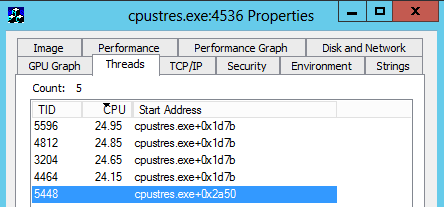 cpustres.exe:4536 Properties
Image Performance Performance Graph Disk and Network
GPU Graph Threads TCP/IP Security Environment Strings
Count: 5
TID CPU Start Address
5596 24.95 cpustres.exe+0x1d7b
4812 24.85 cpustres.exe+0x1d7b
3204 24.65 cpustres.exe+0x1d7b
4464 24.15 cpustres.exe+0x1d7b
5448 cpustres.exe+0x2a50